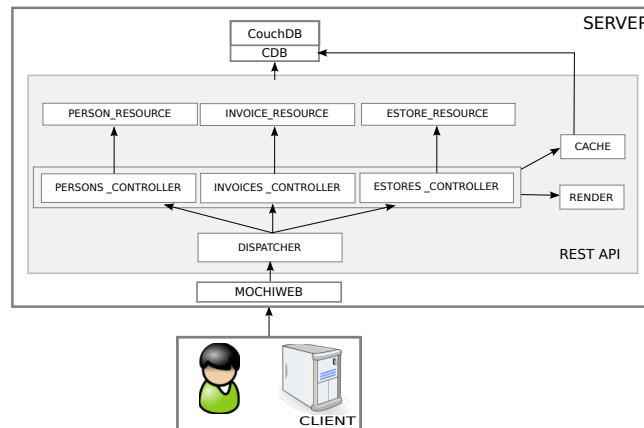 SERVER
CouchDB
CDB
PERSON_RESOURCE
INVOICE_RESOURCE
ESTORE_RESOURCE
CACHE
PERSONS _CONTROLLER
INVOICES _CONTROLLER
ESTORES _CONTROLLER
RENDER
DISPATCHER
REST API
MOCHIWEB
CLIENT